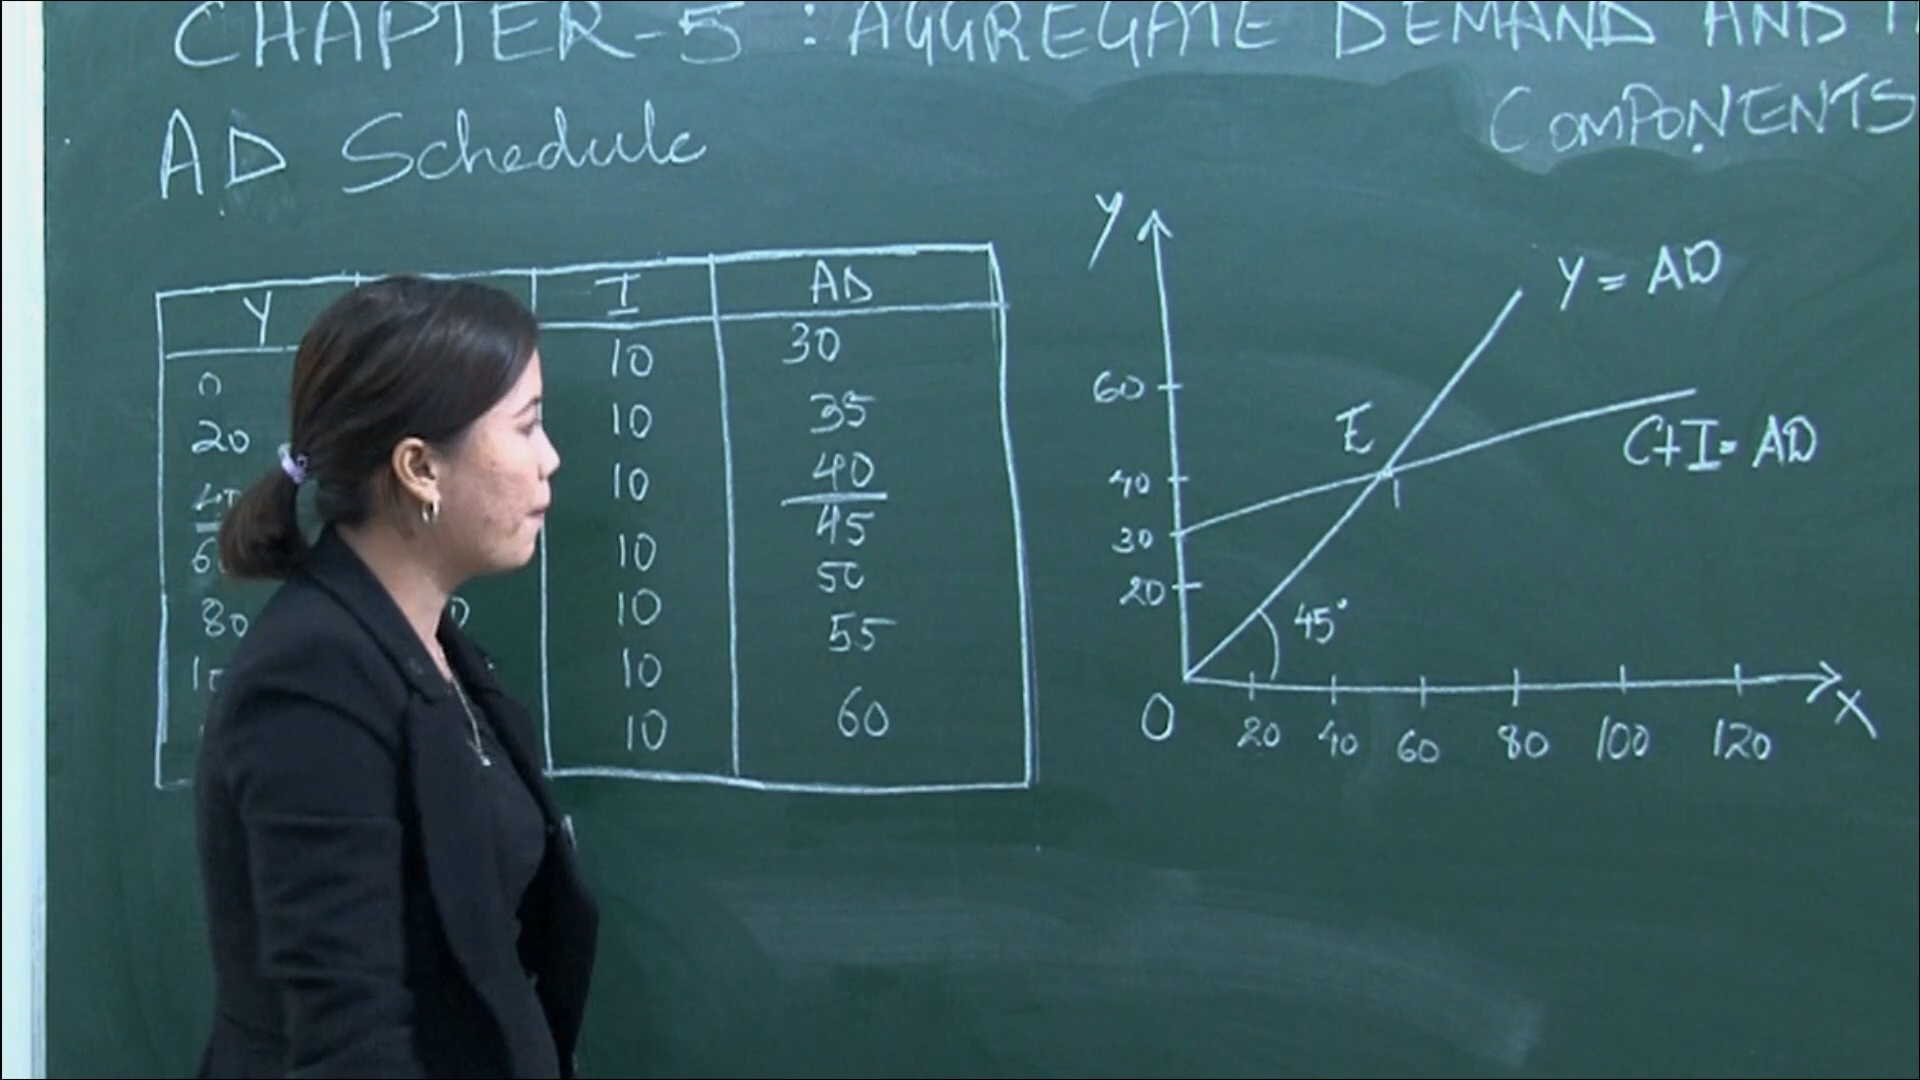 CHAPTER-5 : AGGREGATE DEMAND AND
COMPONENTS
AD Schedule
Y I AD
0 10 30
20 10 35
40 10 40
10 45
80 10 50
10 55
10 60
Y
Y = AD
60
E
C+I= AD
40
30
20
45°
0 20 40 60 80 100 120 X